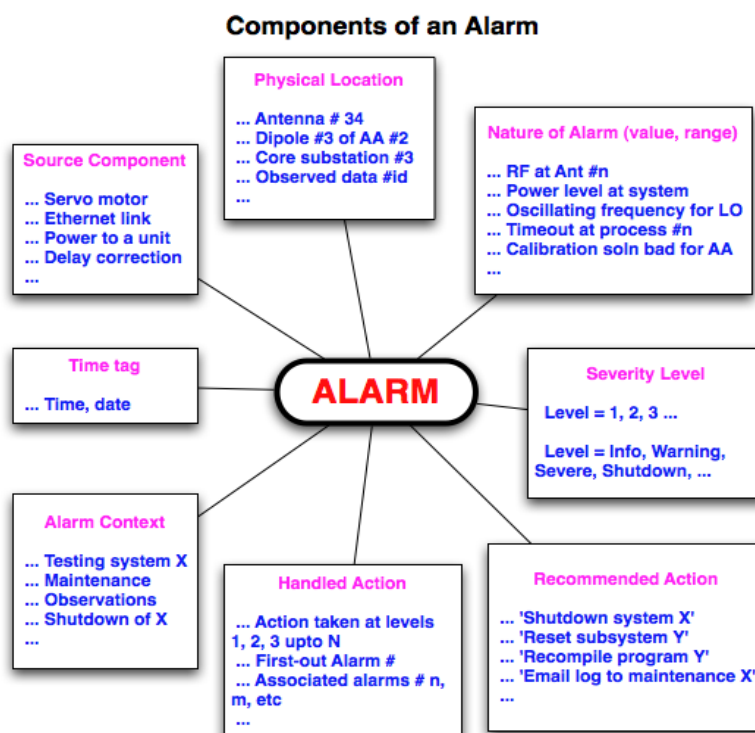 Components of an Alarm
Physical Location
... Antenna # 34
... Dipole #3 of AA #2
... Core substation #3
... Observed data #id
...
Nature of Alarm (value, range)
... RF at Ant #n
... Power level at system
... Oscillating frequency for LO
... Timeout at process #n
... Calibration soln bad for AA
...
Source Component
... Servo motor
... Ethernet link
... Power to a unit
... Delay correction
...
Time tag
... Time, date
ALARM
Severity Level
Level = 1, 2, 3 ...
Level = Info, Warning,
Severe, Shutdown, ...
Alarm Context
... Testing system X
... Maintenance
... Observations
... Shutdown of X
...
Handled Action
... Action taken at levels
1, 2, 3 upto N
... First-out Alarm #
... Associated alarms # n,
m, etc
...
Recommended Action
... 'Shutdown system X'
... 'Reset subsystem Y'
... 'Recompile program Y'
... 'Email log to maintenance X'
...